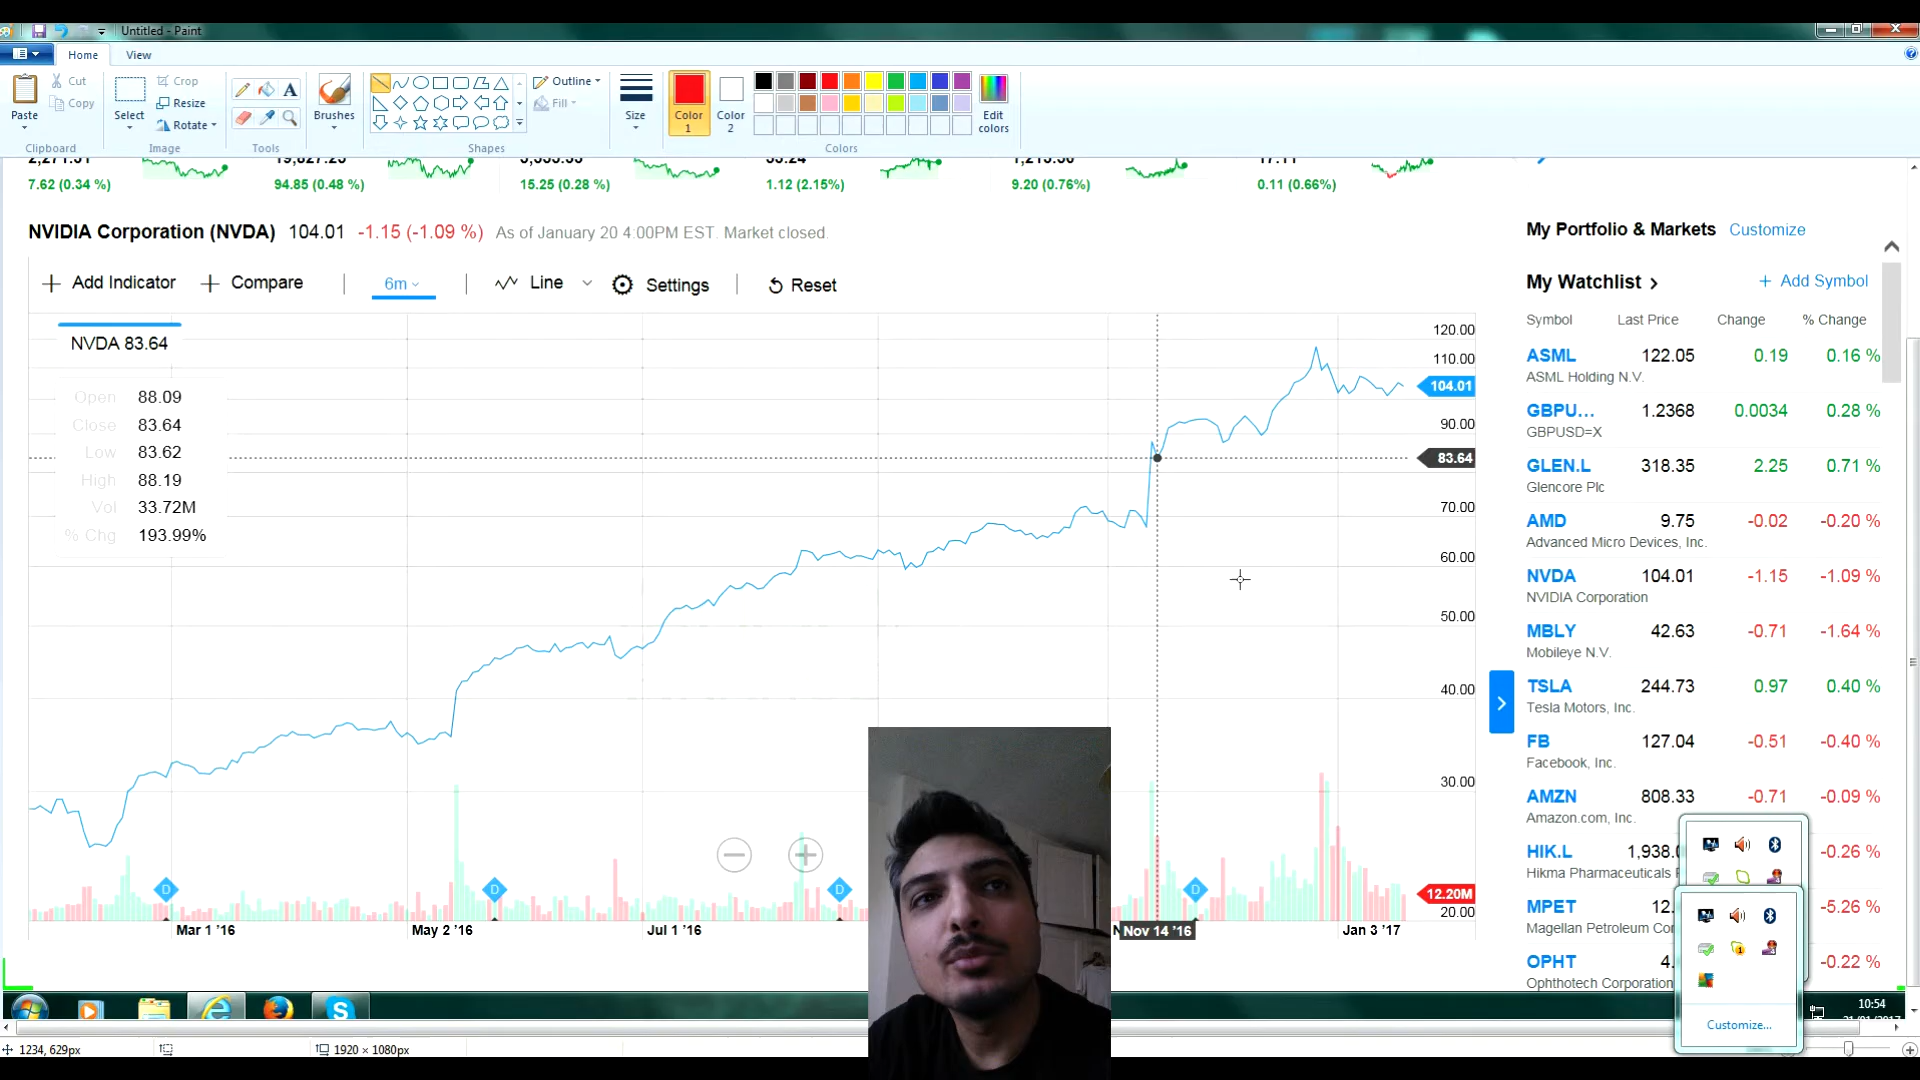 Untitled - Paint
Home View
Paste Cut Copy Clipboard
Select Crop Resize Rotate Image
Tools
Brushes
Outline Fill Shapes
Size
Color 1 Color 2 Edit colors Colors
7.62 (0.34 %) 94.85 (0.48 %) 15.25 (0.28 %) 1.12 (2.15%) 9.20 (0.76%) 0.11 (0.66%)
NVIDIA Corporation (NVDA) 104.01 -1.15 (-1.09 %) As of January 20 4:00PM EST. Market closed.
Add Indicator Compare 6m Line Settings Reset
NVDA 83.64
Open 88.09
Close 83.64
Low 83.62
High 88.19
Vol 33.72M
% Chg 193.99%
120.00
110.00
104.01
90.00
83.64
70.00
60.00
50.00
40.00
30.00
12.20M
20.00
D D D D
Mar 1 '16 May 2 '16 Jul 1 '16 Nov 14 '16 Jan 3 '17
My Portfolio & Markets Customize
My Watchlist + Add Symbol
Symbol Last Price Change % Change
ASML 122.05 0.19 0.16 %
ASML Holding N.V.
GBPU... 1.2368 0.0034 0.28 %
GBPUSD=X
GLEN.L 318.35 2.25 0.71 %
Glencore Plc
AMD 9.75 -0.02 -0.20 %
Advanced Micro Devices, Inc.
NVDA 104.01 -1.15 -1.09 %
NVIDIA Corporation
MBLY 42.63 -0.71 -1.64 %
Mobileye N.V.
TSLA 244.73 0.97 0.40 %
Tesla Motors, Inc.
FB 127.04 -0.51 -0.40 %
Facebook, Inc.
AMZN 808.33 -0.71 -0.09 %
Amazon.com, Inc.
HIK.L 1,938.0 -0.26 %
Hikma Pharmaceuticals
MPET 12. -5.26 %
Magellan Petroleum Cor
OPHT 4. -0.22 %
Ophthotech Corporation
Customize...
10:54
1234, 629px 1920 × 1080px